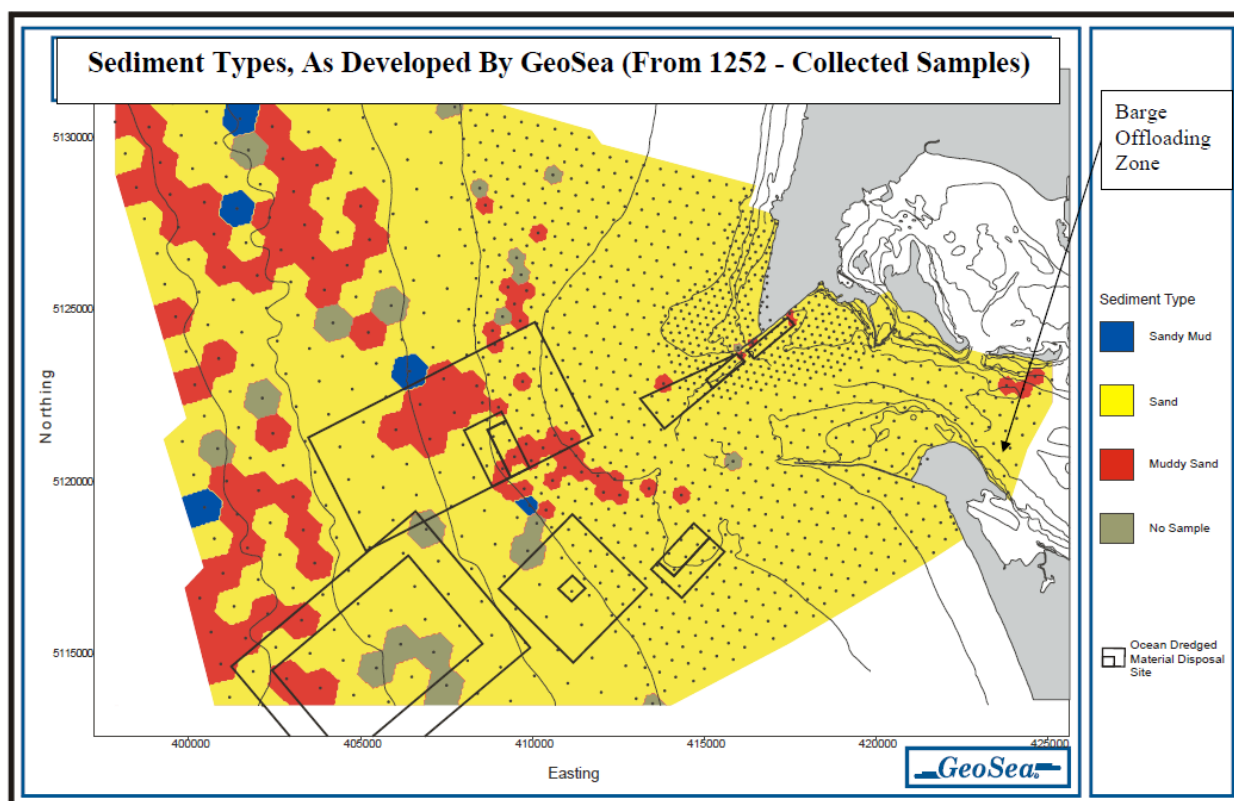 Sediment Types, As Developed By GeoSea (From 1252 - Collected Samples)
Barge
Offloading
Zone
5130000
5125000
5120000
5115000
Northing
400000
405000
410000
415000
420000
425000
Easting
Sediment Type
Sandy Mud
Sand
Muddy Sand
No Sample
Ocean Dredged
Material Disposal
Site
GeoSea